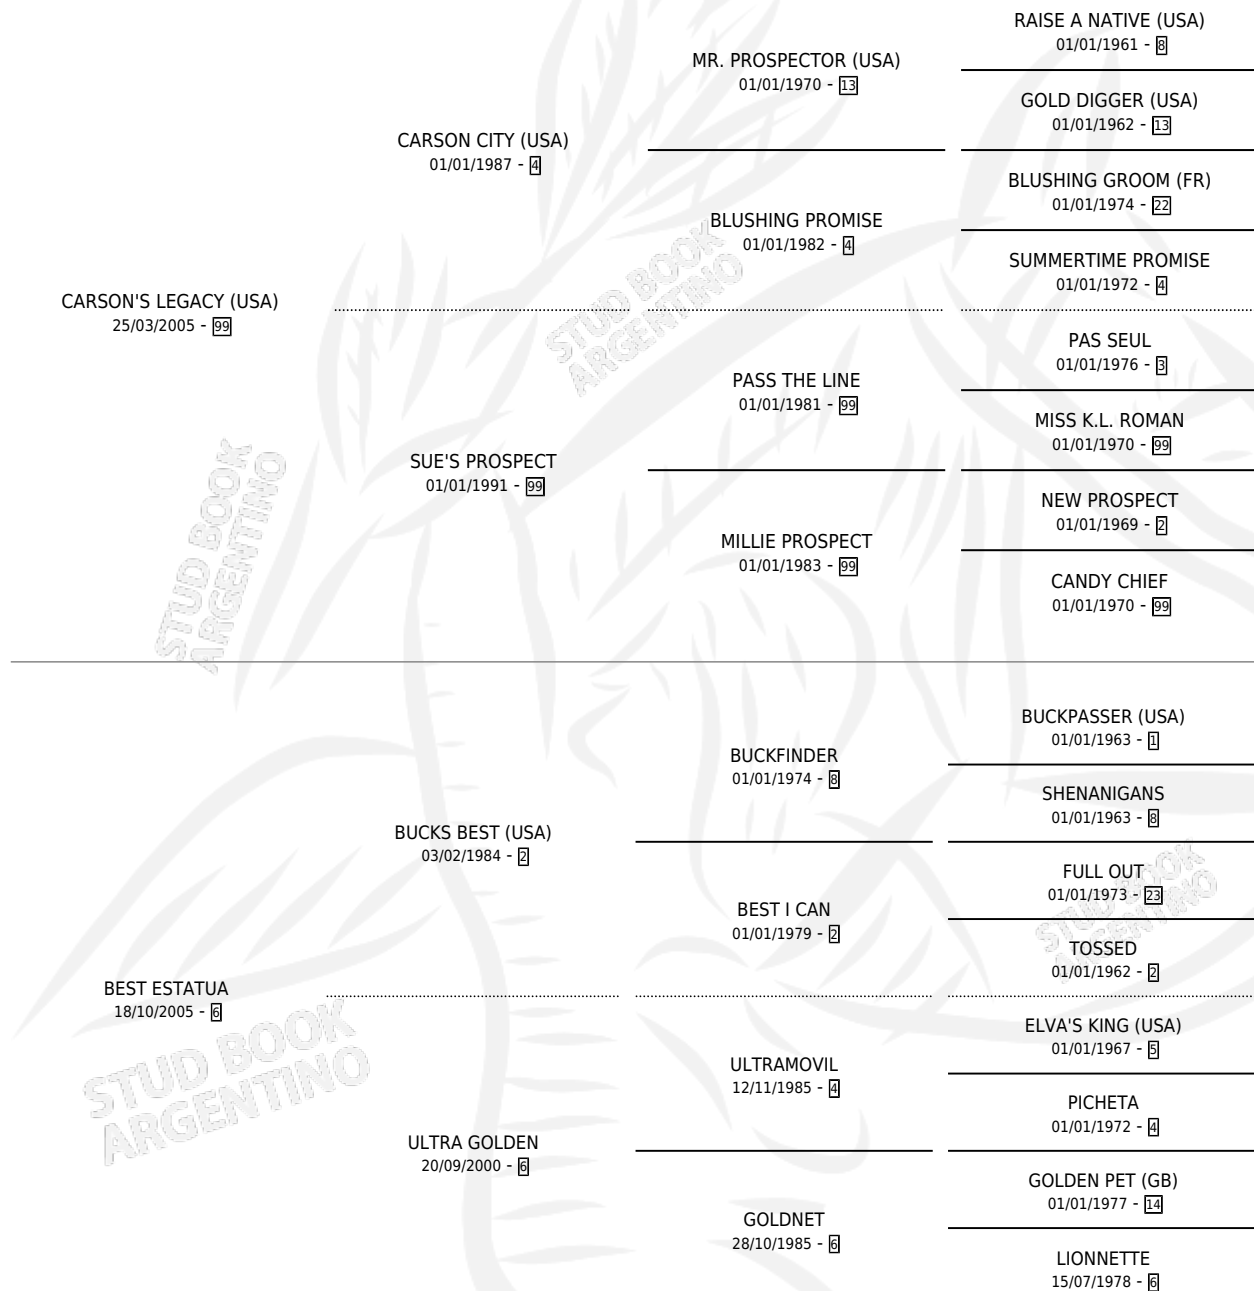 RAISE A NATIVE (USA)
01/01/1961 - 8
MR. PROSPECTOR (USA)
01/01/1970 - 13
GOLD DIGGER (USA)
01/01/1962 - 13
CARSON CITY (USA)
01/01/1987 - 4
BLUSHING GROOM (FR)
01/01/1974 - 22
BLUSHING PROMISE
01/01/1982 - 4
SUMMERTIME PROMISE
01/01/1972 - 4
CARSON'S LEGACY (USA)
25/03/2005 - 99
PAS SEUL
01/01/1976 - 3
PASS THE LINE
01/01/1981 - 99
MISS K.L. ROMAN
01/01/1970 - 99
SUE'S PROSPECT
01/01/1991 - 99
NEW PROSPECT
01/01/1969 - 2
MILLIE PROSPECT
01/01/1983 - 99
CANDY CHIEF
01/01/1970 - 99
BUCKPASSER (USA)
01/01/1963 - 1
BUCKFINDER
01/01/1974 - 8
SHENANIGANS
01/01/1963 - 8
BUCKS BEST (USA)
03/02/1984 - 2
FULL OUT
01/01/1973 - 23
BEST I CAN
01/01/1979 - 2
TOSSED
01/01/1962 - 2
BEST ESTATUA
18/10/2005 - 6
ELVA'S KING (USA)
01/01/1967 - 5
ULTRAMOVIL
12/11/1985 - 4
PICHETA
01/01/1972 - 4
ULTRA GOLDEN
20/09/2000 - 6
GOLDEN PET (GB)
01/01/1977 - 14
GOLDNET
28/10/1985 - 6
LIONNETTE
15/07/1978 - 6
STUD BOOK
ARGENTINO
STUD BOOK
ARGENTINO
STUD BOOK
ARGENTINO
STUD BOOK
ARGENTINO